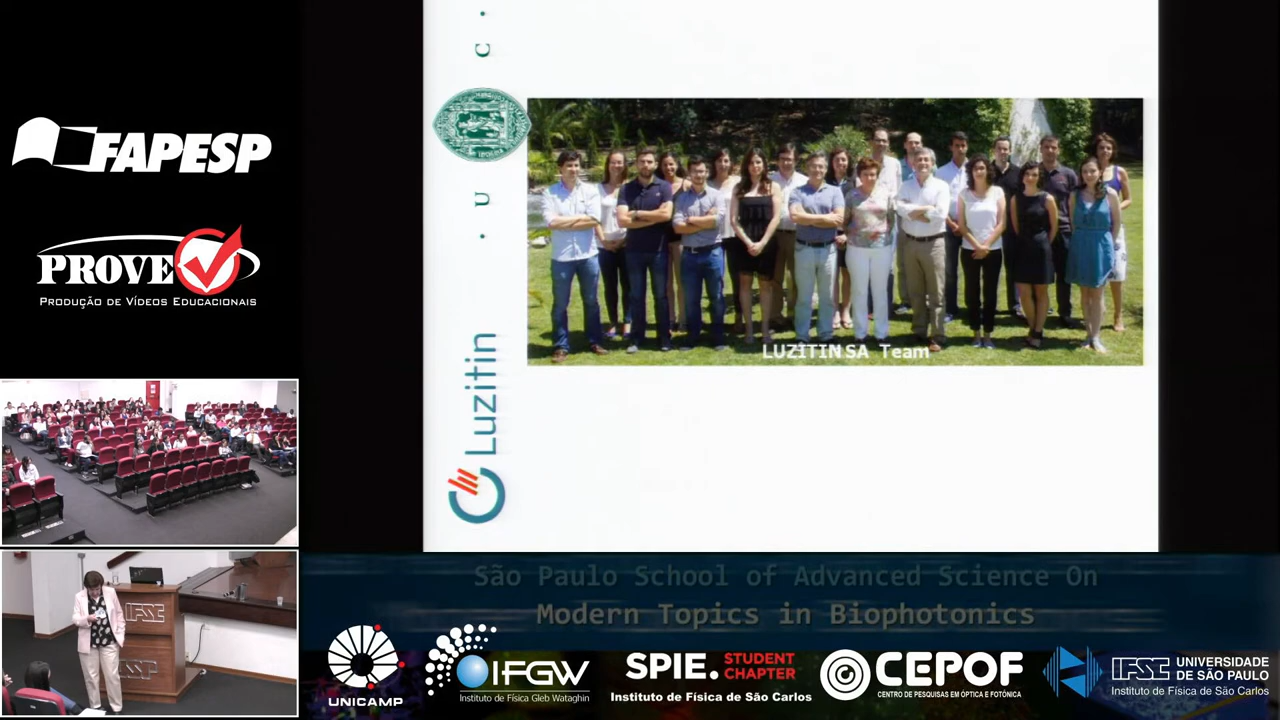 FAPESP
PROVE
PRODUÇÃO DE VÍDEOS EDUCACIONAIS
U C
Luzitin
LUZITIN SA Team
IFSC
São Paulo School of Advanced Science On
Modern Topics in Biophotonics
UNICAMP
IFGW
Instituto de Física Gleb Wataghin
SPIE. STUDENT
CHAPTER
Instituto de Física de São Carlos
CEPOF
CENTRO DE PESQUISAS EM ÓPTICA E FOTÔNICA
IFSC UNIVERSIDADE
DE SÃO PAULO
Instituto de Física de São Carlos